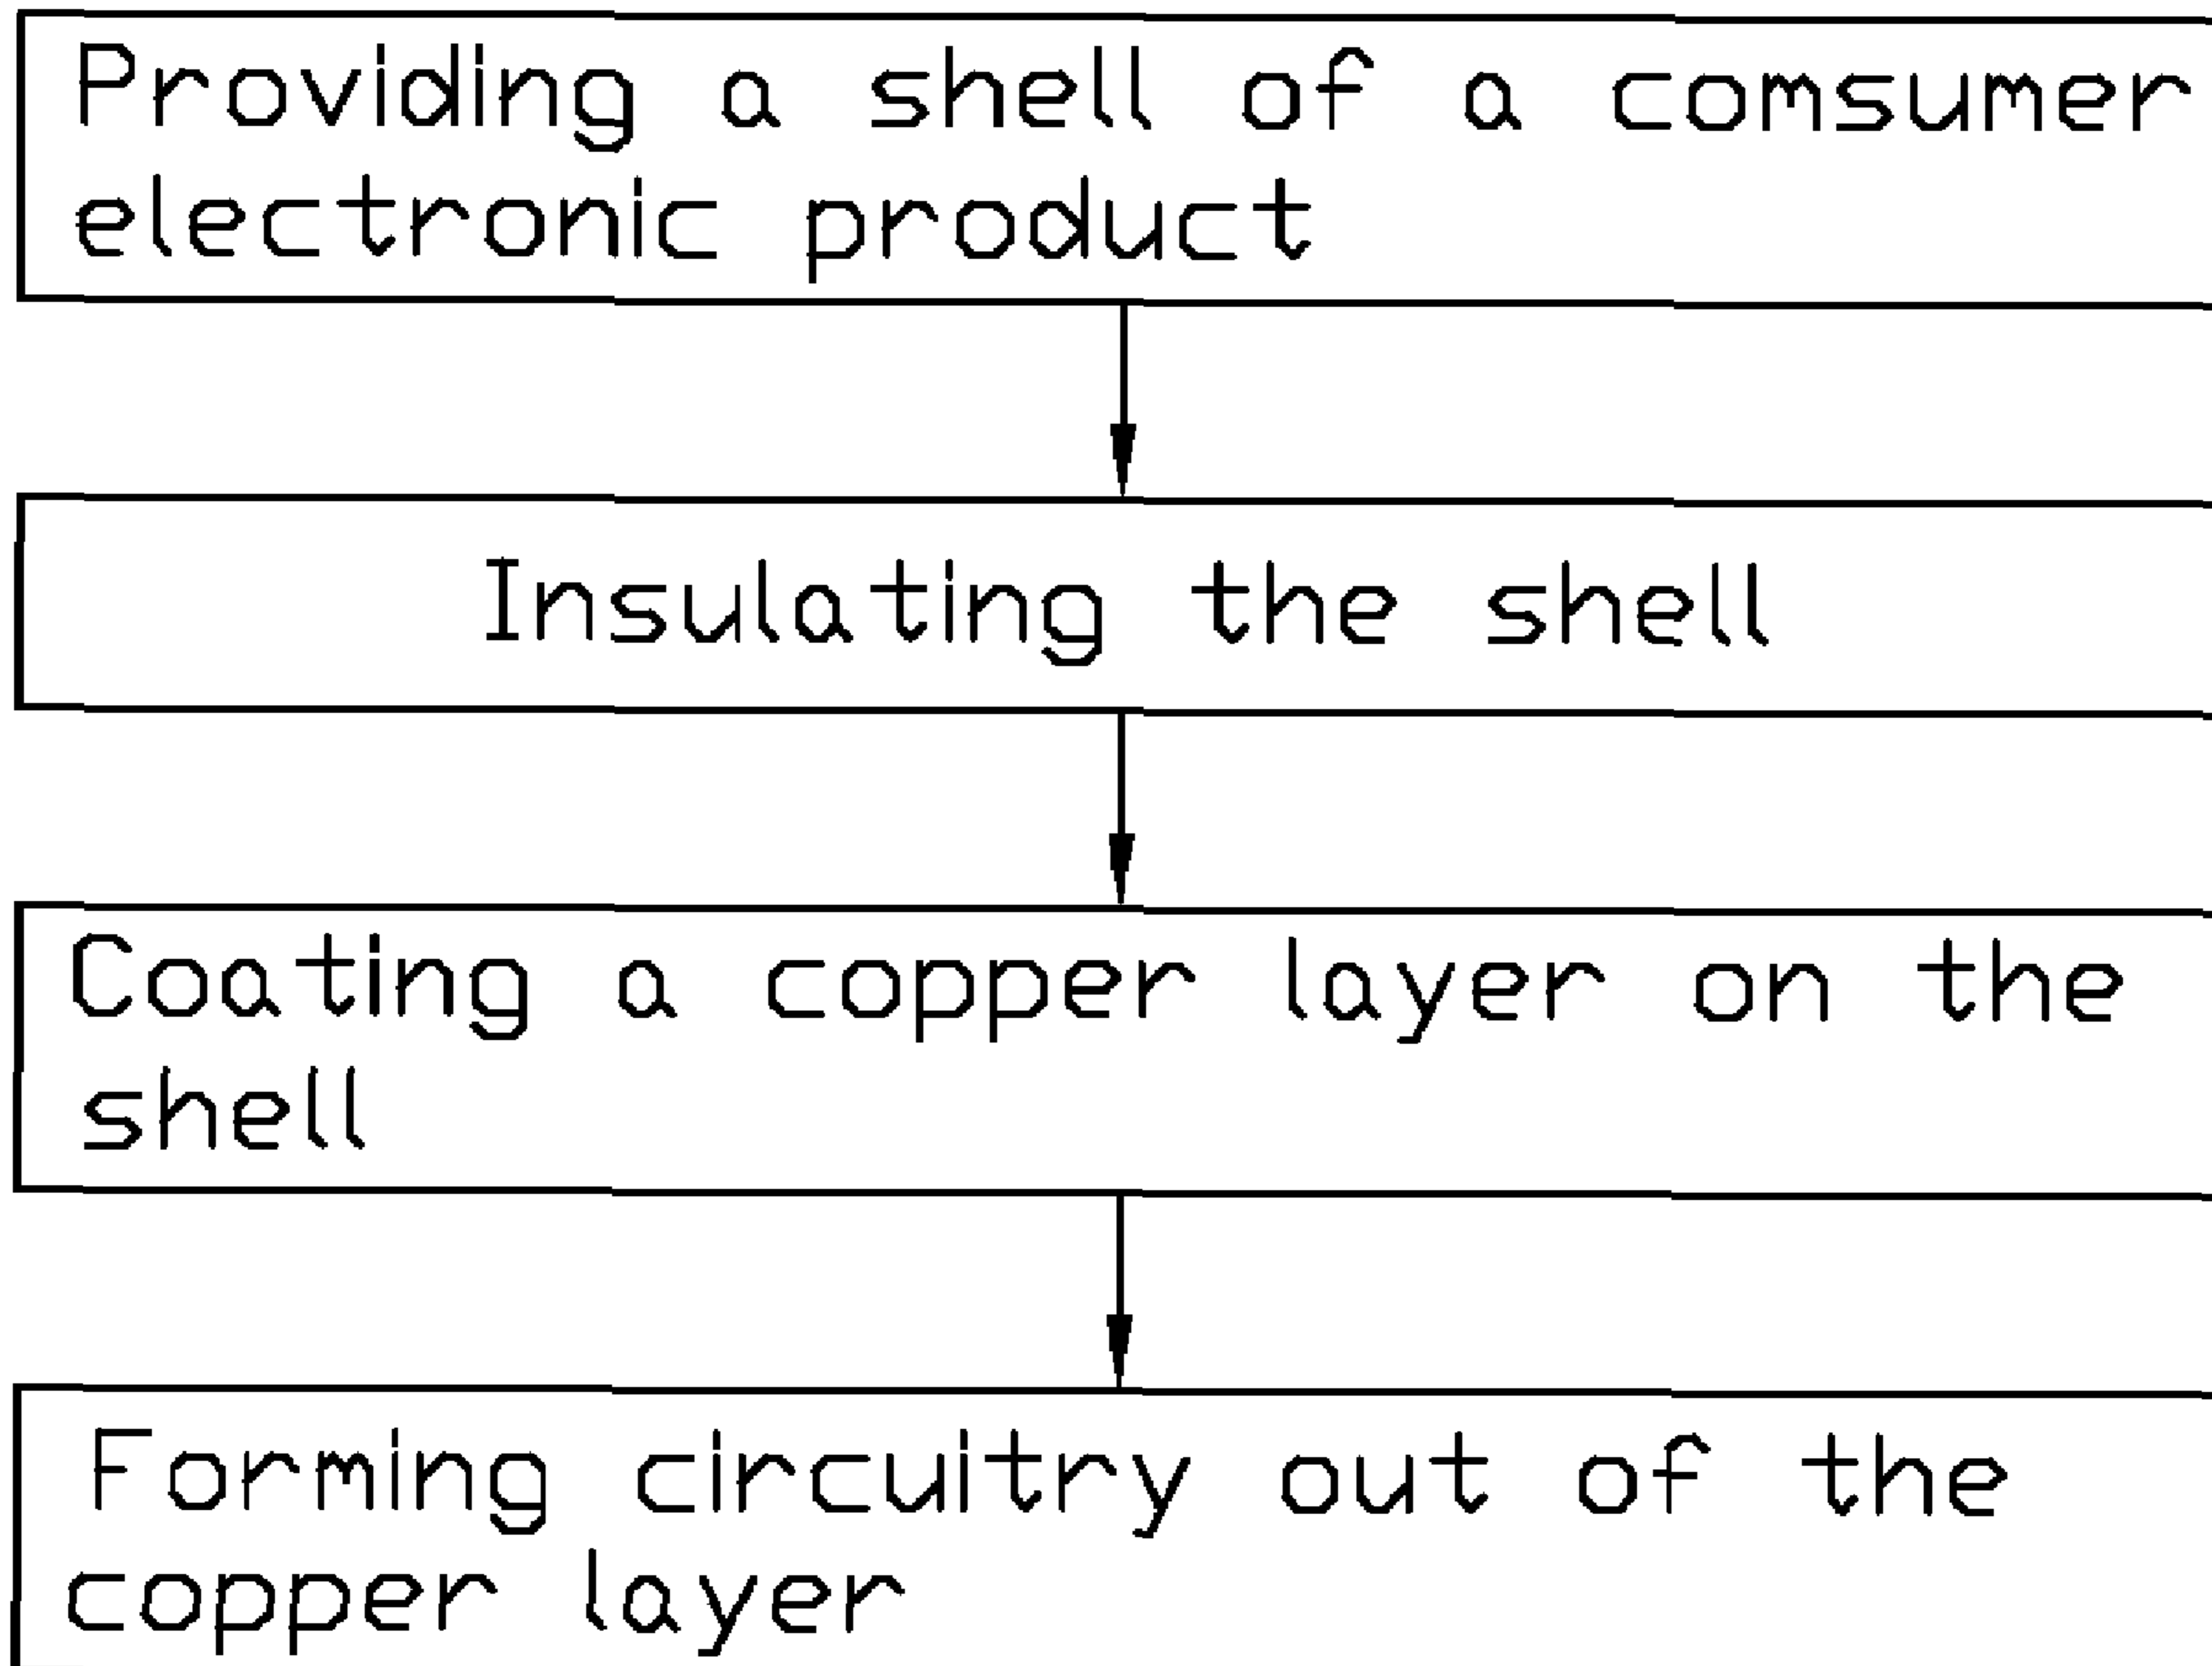 Providing a shell of a comsumer
electronic product
Insulating the shell
Coating a copper layer on the
shell
Forming circuitry out of the
copper layer